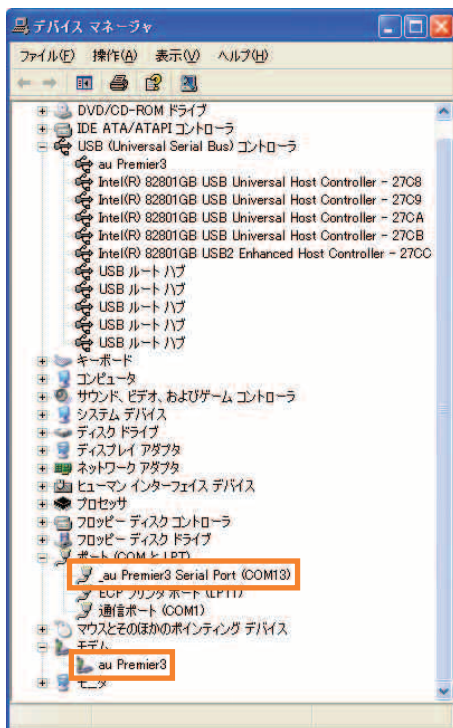 デバイス マネージャ
ファイル(F) 操作(A) 表示(V) ヘルプ(H)
DVD/CD-ROM ドライブ
IDE ATA/ATAPI コントローラ
USB (Universal Serial Bus) コントローラ
au Premier3
Intel(R) 82801GB USB Universal Host Controller - 27C8
Intel(R) 82801GB USB Universal Host Controller - 27C9
Intel(R) 82801GB USB Universal Host Controller - 27CA
Intel(R) 82801GB USB Universal Host Controller - 27CB
Intel(R) 82801GB USB2 Enhanced Host Controller - 27CC
USB ルート ハブ
USB ルート ハブ
USB ルート ハブ
USB ルート ハブ
USB ルート ハブ
キーボード
コンピュータ
サウンド、ビデオ、およびゲーム コントローラ
システム デバイス
ディスク ドライブ
ディスプレイ アダプタ
ネットワーク アダプタ
ヒューマン インターフェイス デバイス
プロセッサ
フロッピー ディスク コントローラ
フロッピー ディスク ドライブ
ポート (COM と LPT)
_au Premier3 Serial Port (COM13)
ECP プリンタ ポート (LPT1)
通信ポート (COM1)
マウスとそのほかのポインティング デバイス
モデム
au Premier3
モニタ